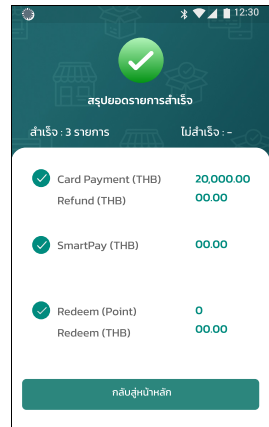 12:30
สรุปยอดรายการสำเร็จ
สำเร็จ : 3 รายการ ไม่สำเร็จ : -
Card Payment (THB) 20,000.00
Refund (THB) 00.00
SmartPay (THB) 00.00
Redeem (Point) 0
Redeem (THB) 00.00
กลับสู่หน้าหลัก